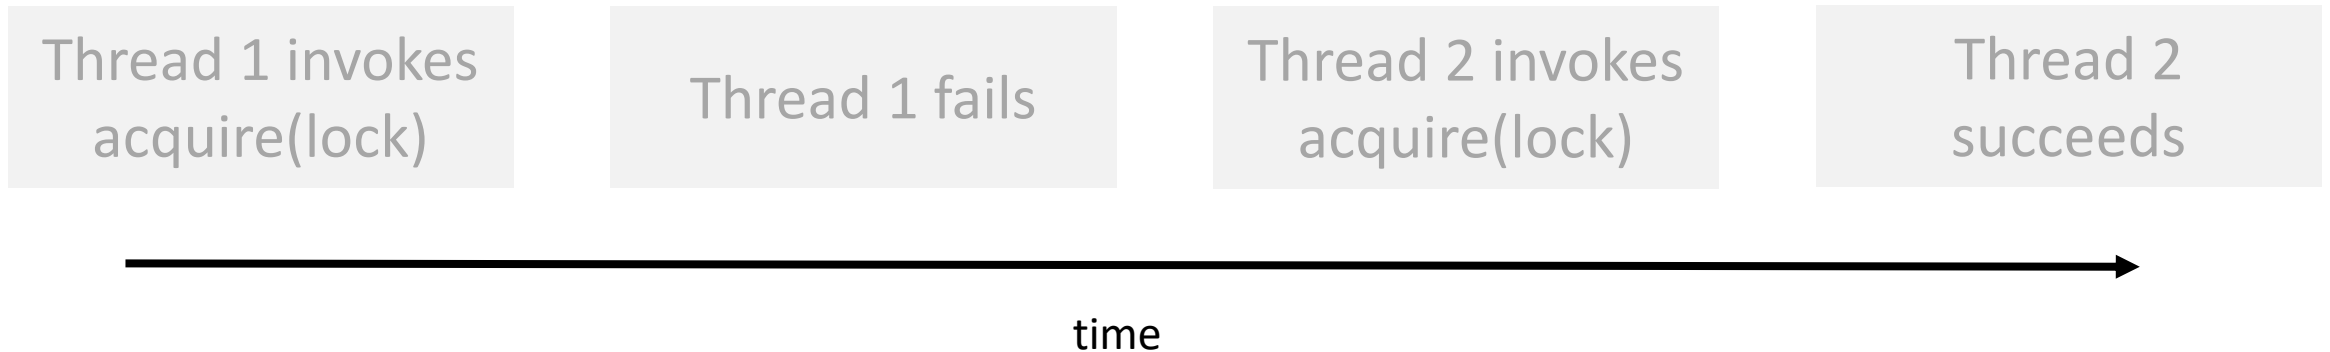 Thread 1 invokes
acquire(lock)
Thread 1 fails
Thread 2 invokes
acquire(lock)
Thread 2
succeeds
time